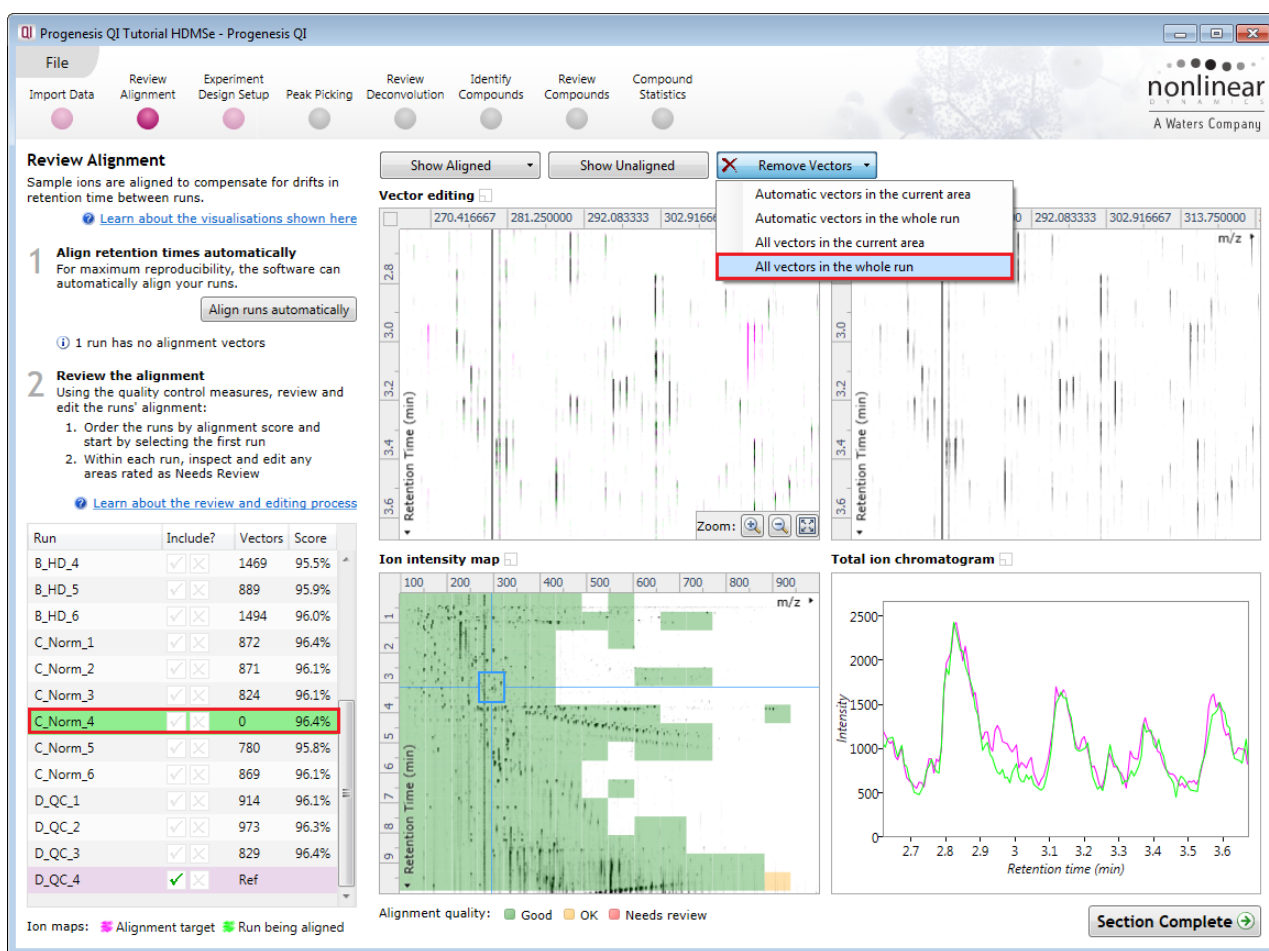 Progenesis QI Tutorial HDMSe - Progenesis QI
File
Import Data
Review Alignment
Experiment Design Setup
Peak Picking
Review Deconvolution
Identify Compounds
Review Compounds
Compound Statistics
nonlinear
DYNAMICS
A Waters Company
Review Alignment
Sample ions are aligned to compensate for drifts in
retention time between runs.
Learn about the visualisations shown here
1 Align retention times automatically
For maximum reproducibility, the software can
automatically align your runs.
Align runs automatically
1 run has no alignment vectors
2 Review the alignment
Using the quality control measures, review and
edit the runs' alignment:
1. Order the runs by alignment score and
start by selecting the first run
2. Within each run, inspect and edit any
areas rated as Needs Review
Learn about the review and editing process
Run Include? Vectors Score
B_HD_4 1469 95.5%
B_HD_5 889 95.9%
B_HD_6 1494 96.0%
C_Norm_1 872 96.4%
C_Norm_2 871 96.1%
C_Norm_3 824 96.1%
C_Norm_4 0 96.4%
C_Norm_5 780 95.8%
C_Norm_6 869 96.1%
D_QC_1 914 96.1%
D_QC_2 973 96.3%
D_QC_3 829 96.4%
D_QC_4 Ref
Ion maps: Alignment target Run being aligned
Show Aligned
Show Unaligned
Remove Vectors
Automatic vectors in the current area
Automatic vectors in the whole run
All vectors in the current area
All vectors in the whole run
Vector editing
270.416667 281.250000 292.083333
2.8
3.0
3.2
3.4
3.6
Retention Time (min)
Zoom:
292.083333 302.916667 313.750000
m/z
3.0
3.2
3.4
3.6
Retention Time (min)
Ion intensity map
100 200 300 400 500 600 700 800 900
m/z
1
2
3
4
5
6
7
8
9
Retention Time (min)
Alignment quality: Good OK Needs review
Total ion chromatogram
2500
2000
1500
1000
500
0
Intensity
2.7 2.8 2.9 3 3.1 3.2 3.3 3.4 3.5 3.6
Retention time (min)
Section Complete